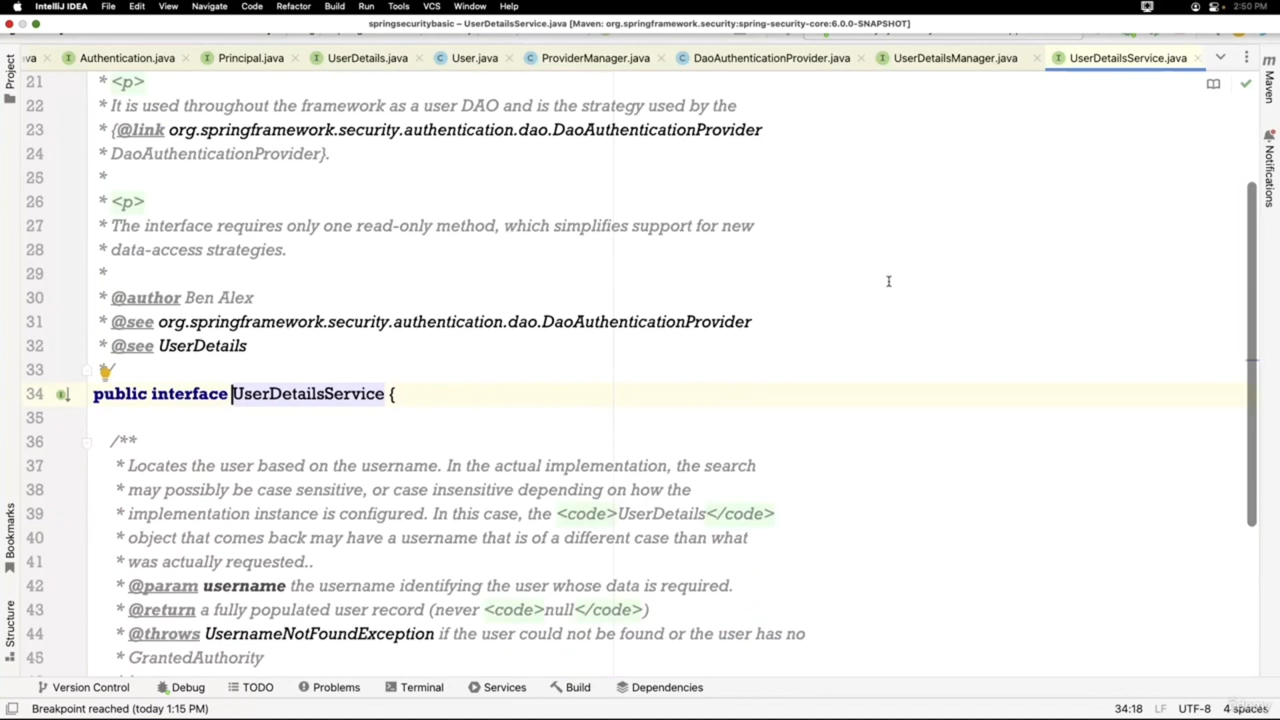 IntelliJ IDEA File Edit View Navigate Code Refactor Build Run Tools VCS Window Help 2:50 PM
springsecuritybasic – UserDetailsService.java [Maven: org.springframework.security:spring-security-core:6.0.0-SNAPSHOT]
va Authentication.java Principal.java UserDetails.java User.java ProviderManager.java DaoAuthenticationProvider.java UserDetailsManager.java UserDetailsService.java
Project
Maven
Notifications
Bookmarks
Structure
21 * <p>
22 * It is used throughout the framework as a user DAO and is the strategy used by the
23 * {@link org.springframework.security.authentication.dao.DaoAuthenticationProvider
24 * DaoAuthenticationProvider}.
25 *
26 * <p>
27 * The interface requires only one read-only method, which simplifies support for new
28 * data-access strategies.
29 *
30 * @author Ben Alex
31 * @see org.springframework.security.authentication.dao.DaoAuthenticationProvider
32 * @see UserDetails
33 */
34 public interface UserDetailsService {
35
36 /**
37 * Locates the user based on the username. In the actual implementation, the search
38 * may possibly be case sensitive, or case insensitive depending on how the
39 * implementation instance is configured. In this case, the <code>UserDetails</code>
40 * object that comes back may have a username that is of a different case than what
41 * was actually requested..
42 * @param username the username identifying the user whose data is required.
43 * @return a fully populated user record (never <code>null</code>)
44 * @throws UsernameNotFoundException if the user could not be found or the user has no
45 * GrantedAuthority
Version Control Debug TODO Problems Terminal Services Build Dependencies
Breakpoint reached (today 1:15 PM) 34:18 LF UTF-8 4 spaces